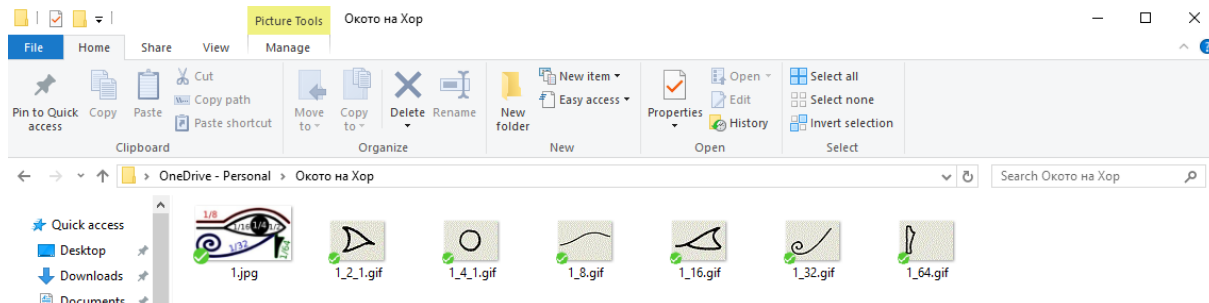 Picture Tools Окото на Хор
File Home Share View Manage
Pin to Quick access
Copy
Paste
Cut
Copy path
Paste shortcut
Clipboard
Move to
Copy to
Delete
Rename
Organize
New folder
New item
Easy access
New
Properties
Open
Edit
History
Open
Select all
Select none
Invert selection
Select
OneDrive - Personal > Окото на Хор
Search Окото на Хор
Quick access
Desktop
Downloads
Documents
1/8
1/16 1/4 1/2
1/32
1/64
1.jpg 1_2_1.gif 1_4_1.gif 1_8.gif 1_16.gif 1_32.gif 1_64.gif